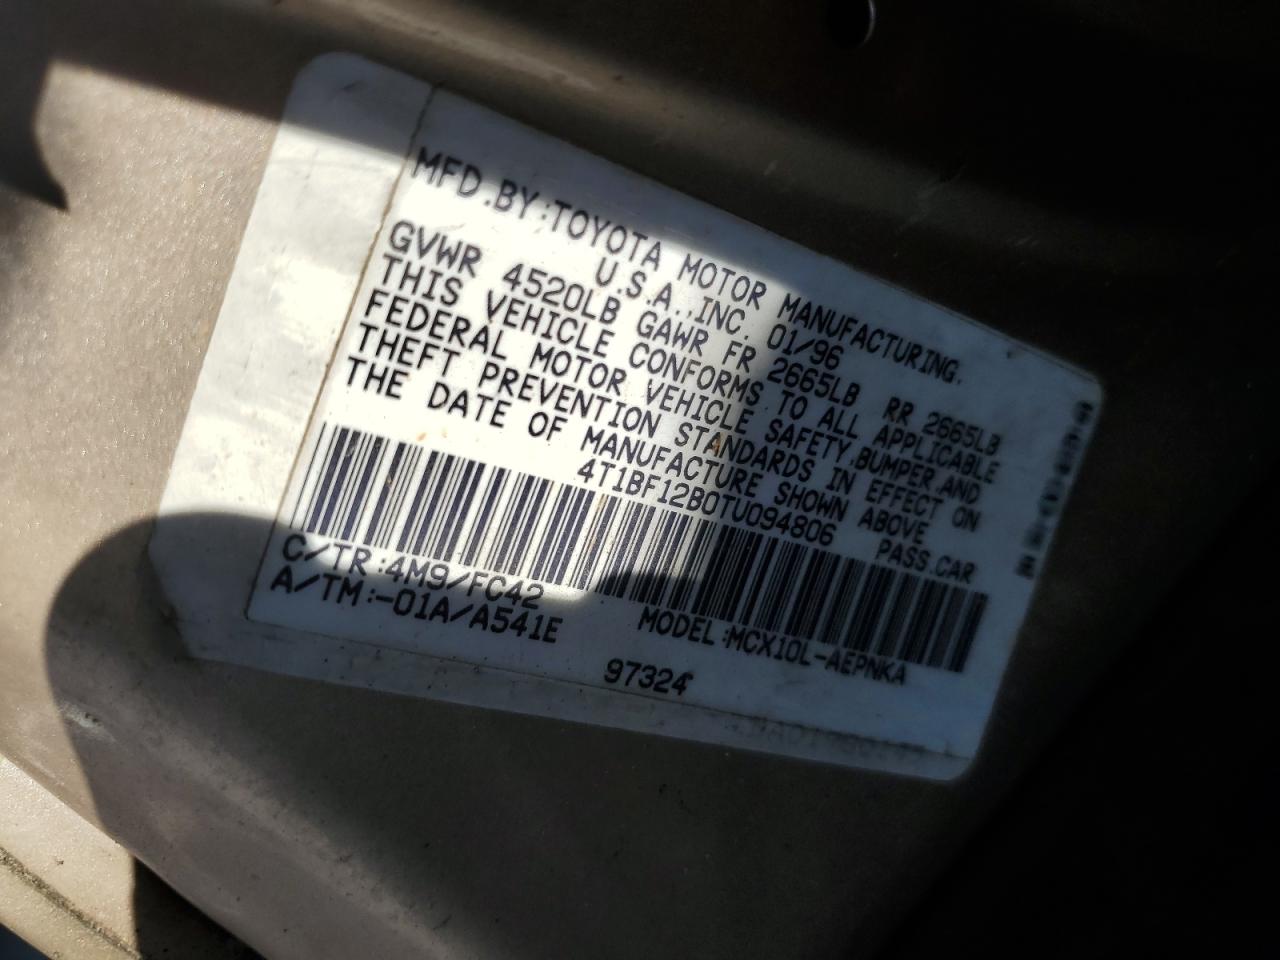 MFD.BY:TOYOTA MOTOR MANUFACTURING.
U.S.A.,INC. 01/96
GVWR 4520LB GAWR FR 2665LB RR 2665LB
THIS VEHICLE CONFORMS TO ALL APPLICABLE
FEDERAL MOTOR VEHICLE SAFETY,BUMPER,AND
THEFT PREVENTION STANDARDS IN EFFECT ON
THE DATE OF MANUFACTURE SHOWN ABOVE
4T1BF12B0TU094806 PASS.CAR
C/TR:4M9/FC42 MODEL:MCX10L-AEPNKA
A/TM:-01A/A541E
97324